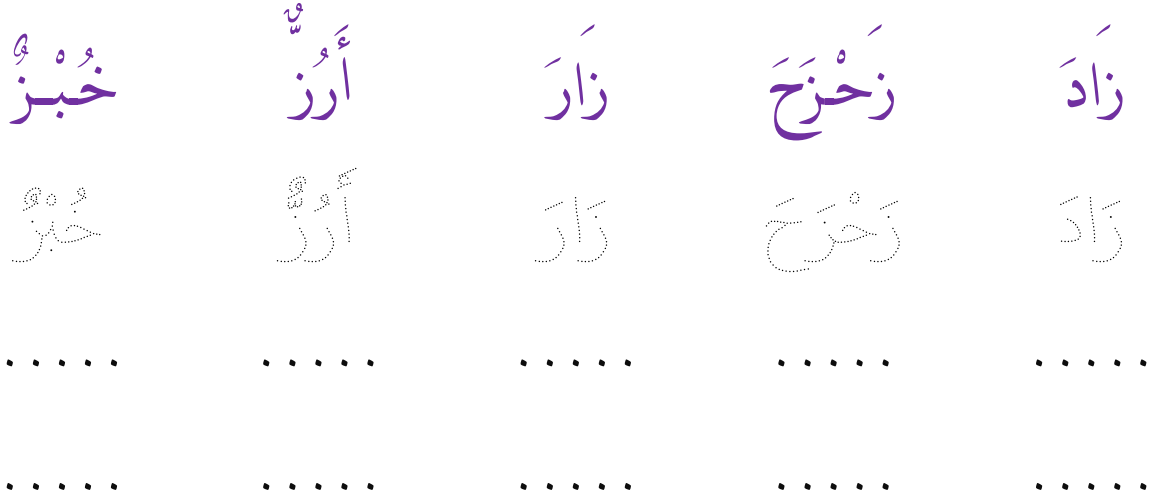 زَادَ زَحْزَحَ زَارَ أَرُزٌّ خُبْزٌ
زَادَ زَحْزَحَ زَارَ أَرُزٌّ خُبْزٌ
..... ..... ..... ..... .....
..... ..... ..... ..... .....